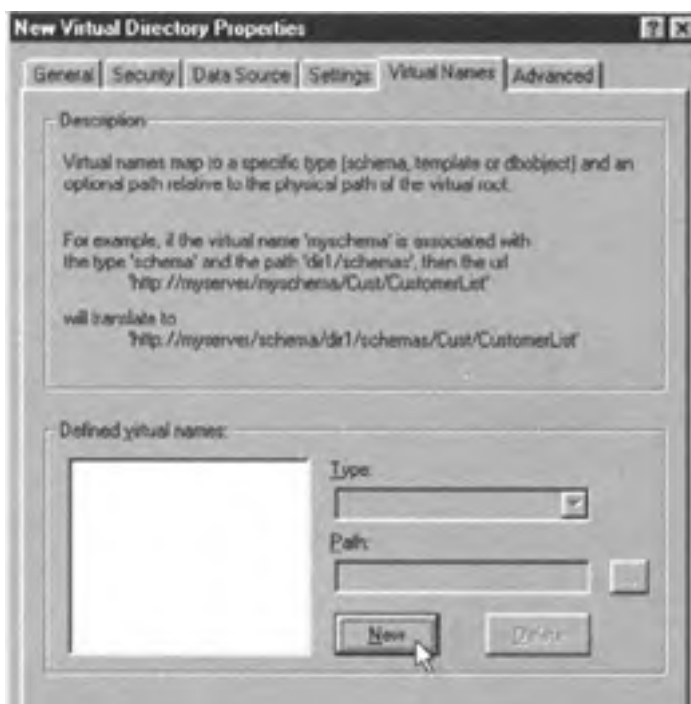 New Virtual Directory Properties
General Security Data Source Settings Virtual Names Advanced
Description
Virtual names map to a specific type (schema, template or dbobject) and an
optional path relative to the physical path of the virtual root.
For example, if the virtual name 'myschema' is associated with
the type 'schema' and the path 'dir1/schemas', then the url
'http://myserver/myschema/Cust/CustomerList'
will translate to
'http://myserver/schema/dir1/schemas/Cust/CustomerList'
Defined virtual names:
Type:
Path:
...
New Delete